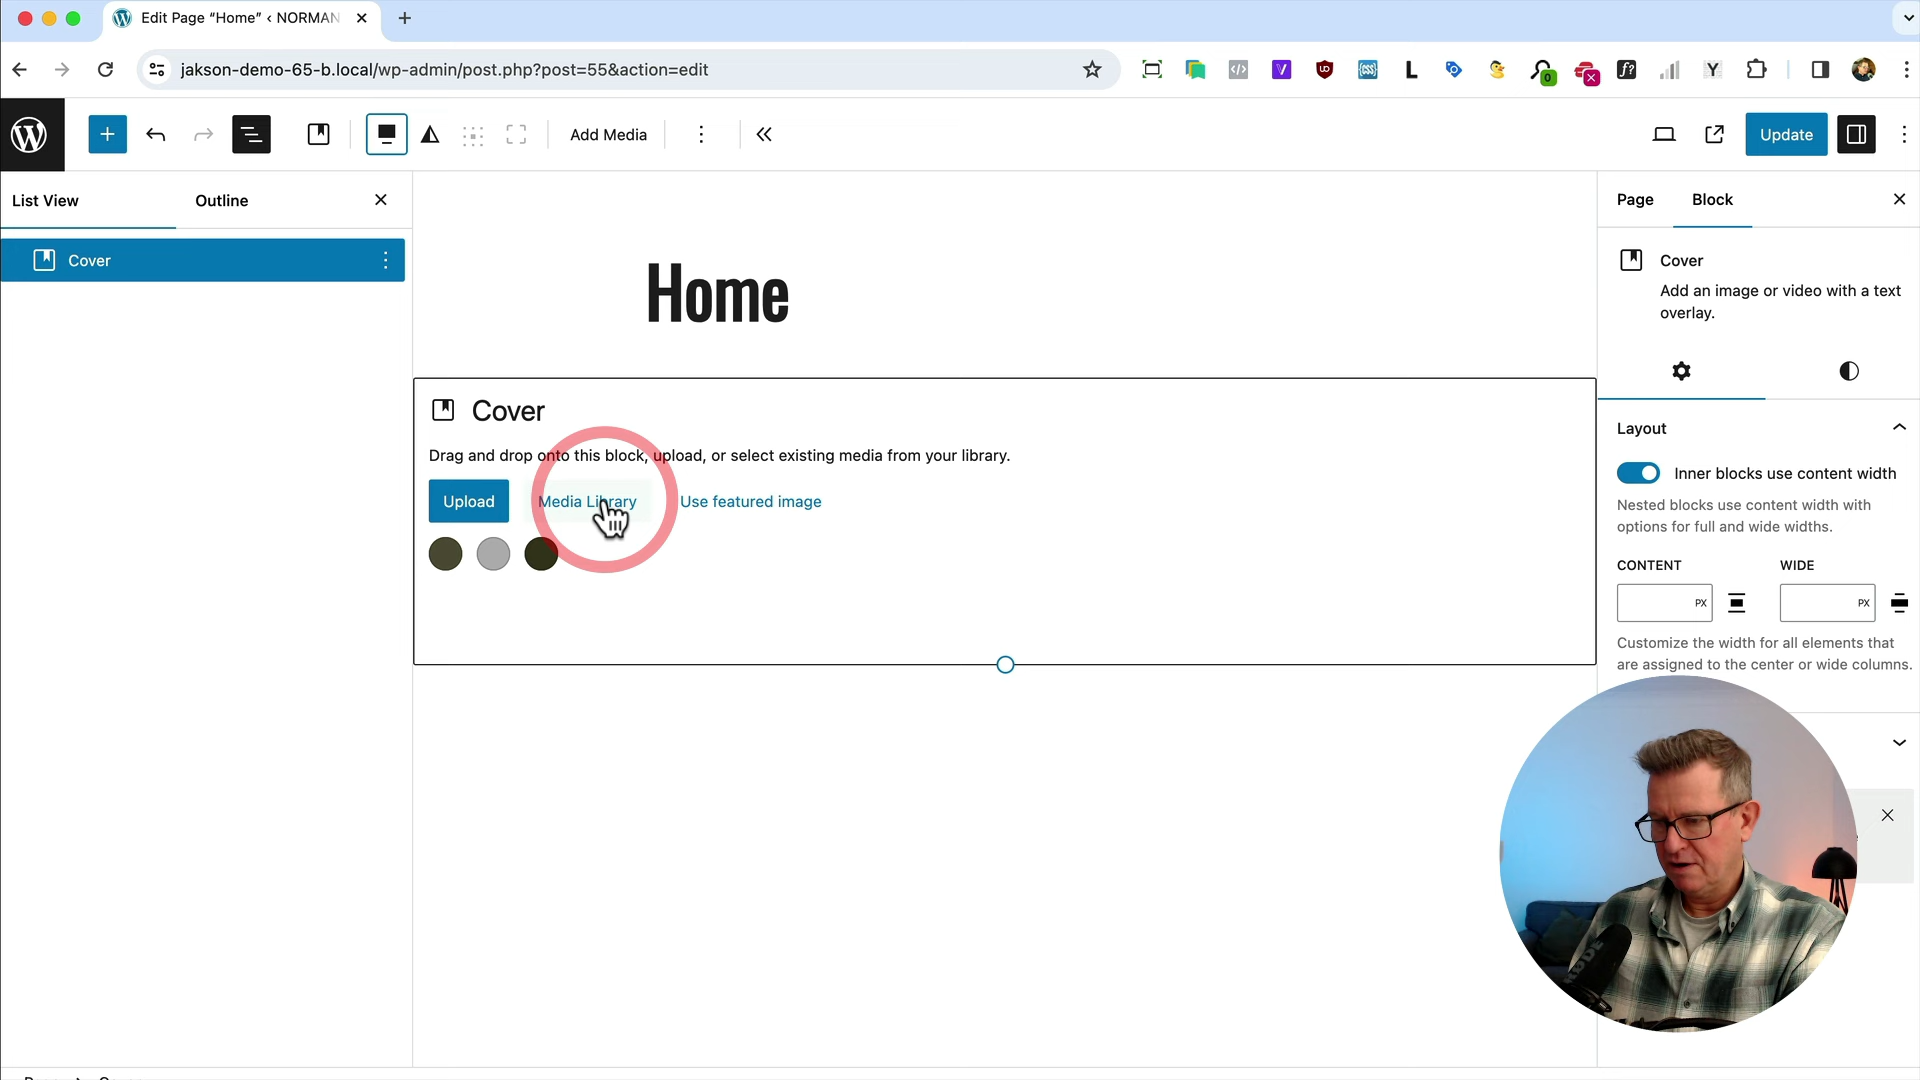 Edit Page “Home” ‹ NORMAN
jakson-demo-65-b.local/wp-admin/post.php?post=55&action=edit
Add Media
Update
List View
Outline
Page
Block
Cover
Cover
Add an image or video with a text
overlay.
Home
Cover
Drag and drop onto this block, upload, or select existing media from your library.
Upload
Media Library
Use featured image
Layout
Inner blocks use content width
Nested blocks use content width with
options for full and wide widths.
CONTENT
WIDE
PX
PX
Customize the width for all elements that
are assigned to the center or wide columns.